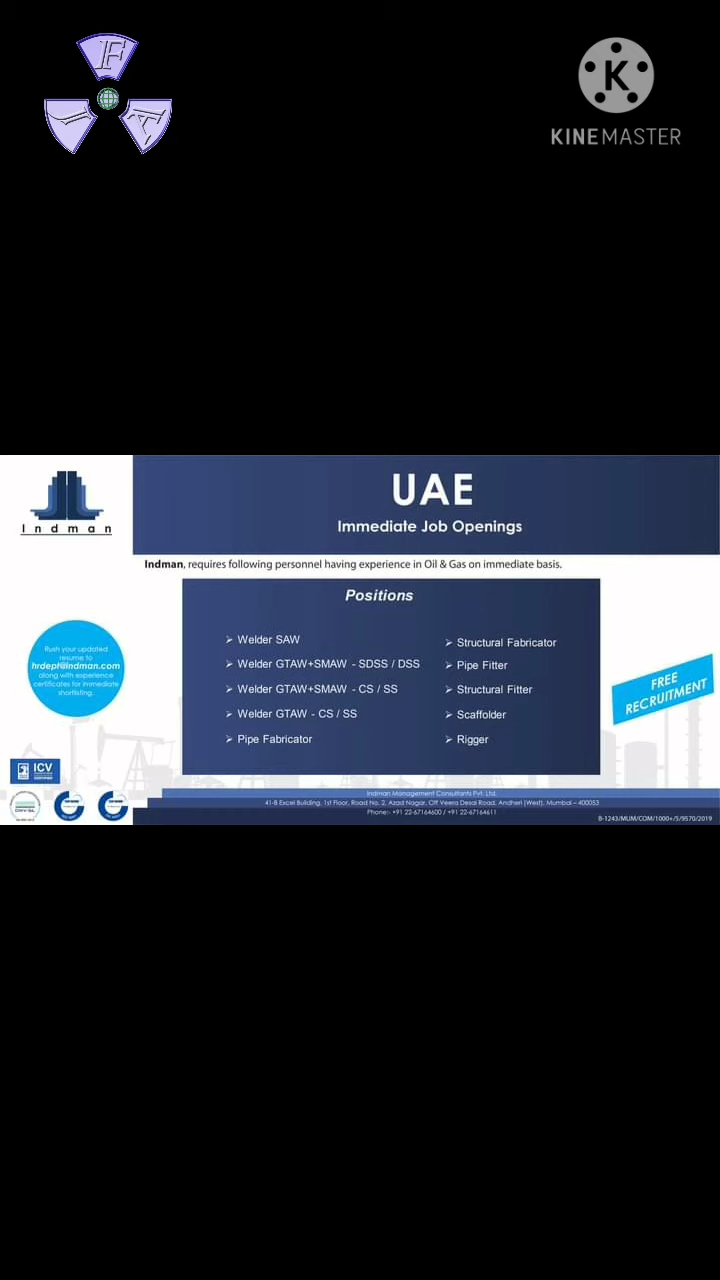 F
K
KINEMASTER
UAE
Immediate Job Openings
Indman
Indman, requires following personnel having experience in Oil & Gas on immediate basis.
Positions
➢ Welder SAW
➢ Welder GTAW+SMAW - SDSS / DSS
➢ Welder GTAW+SMAW - CS / SS
➢ Welder GTAW - CS / SS
➢ Pipe Fabricator
➢ Structural Fabricator
➢ Pipe Fitter
➢ Structural Fitter
➢ Scaffolder
➢ Rigger
Rush your updated
resume to
hrdept@indman.com
along with experience
certificates for immediate
shortlisting.
FREE
RECRUITMENT
ICV
Indman Management Consultants Pvt. Ltd.
41-B Excel Building, 1st Floor, Road No. 2, Azad Nagar, Off Veera Desai Road, Andheri (West), Mumbai – 400053
Phone:- +91 22-67164600 / +91 22-67164611
B-1243/MUM/COM/1000+/5/9570/2019